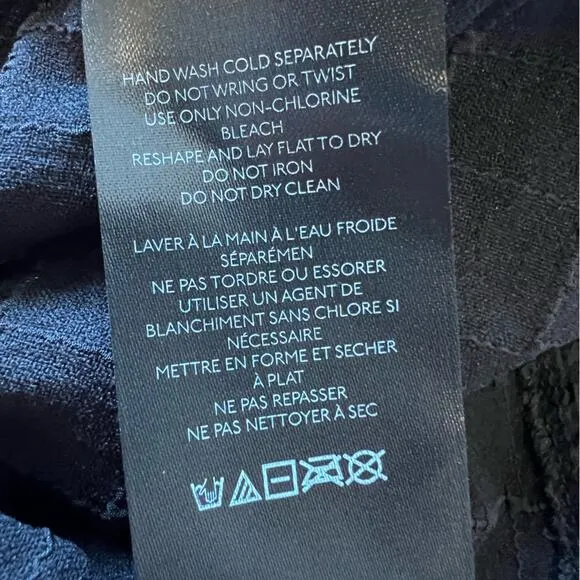 HAND WASH COLD SEPARATELY
DO NOT WRING OR TWIST
USE ONLY NON-CHLORINE
BLEACH
RESHAPE AND LAY FLAT TO DRY
DO NOT IRON
DO NOT DRY CLEAN
LAVER À LA MAIN À L'EAU FROIDE
SÉPARÉMEN
NE PAS TORDRE OU ESSORER
UTILISER UN AGENT DE
BLANCHIMENT SANS CHLORE SI
NÉCESSAIRE
METTRE EN FORME ET SECHER
À PLAT
NE PAS REPASSER
NE PAS NETTOYER À SEC